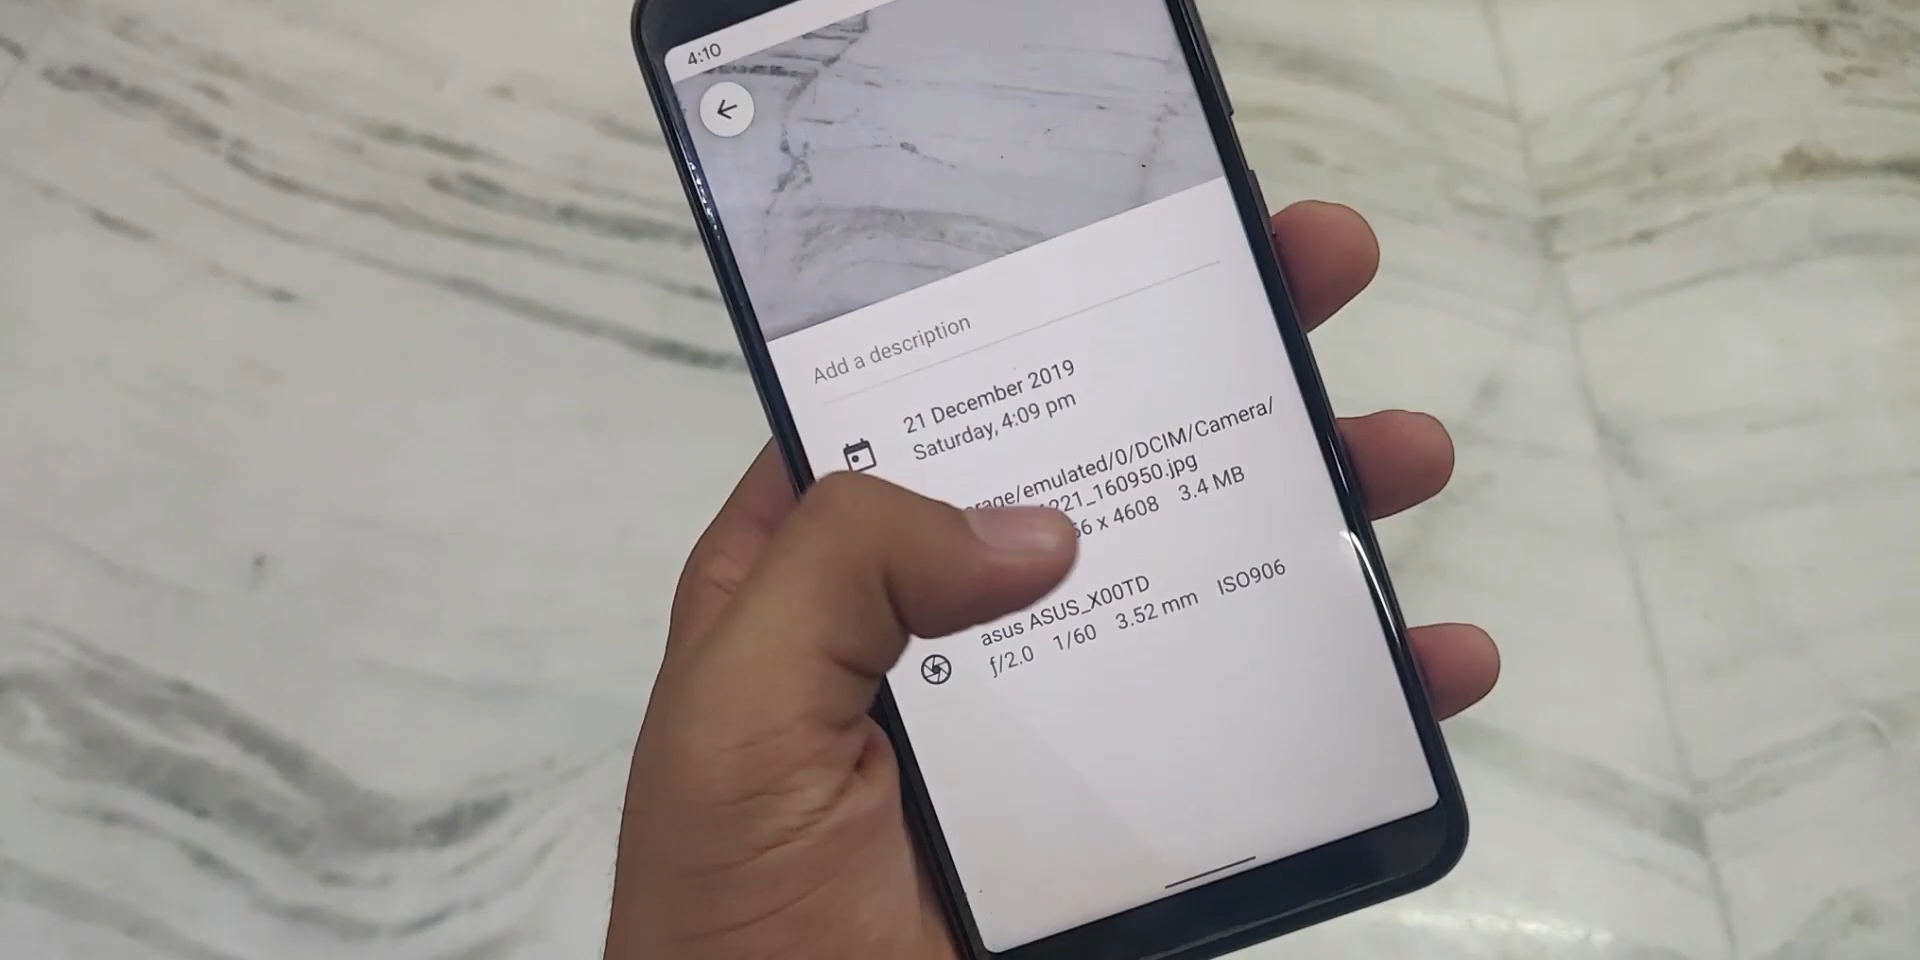 4:10
Add a description
21 December 2019
Saturday, 4:09 pm
/emulated/0/DCIM/Camera/
221_160950.jpg
x 4608 3.4 MB
asus ASUS_X00TD
ƒ/2.0 1/60 3.52 mm ISO906